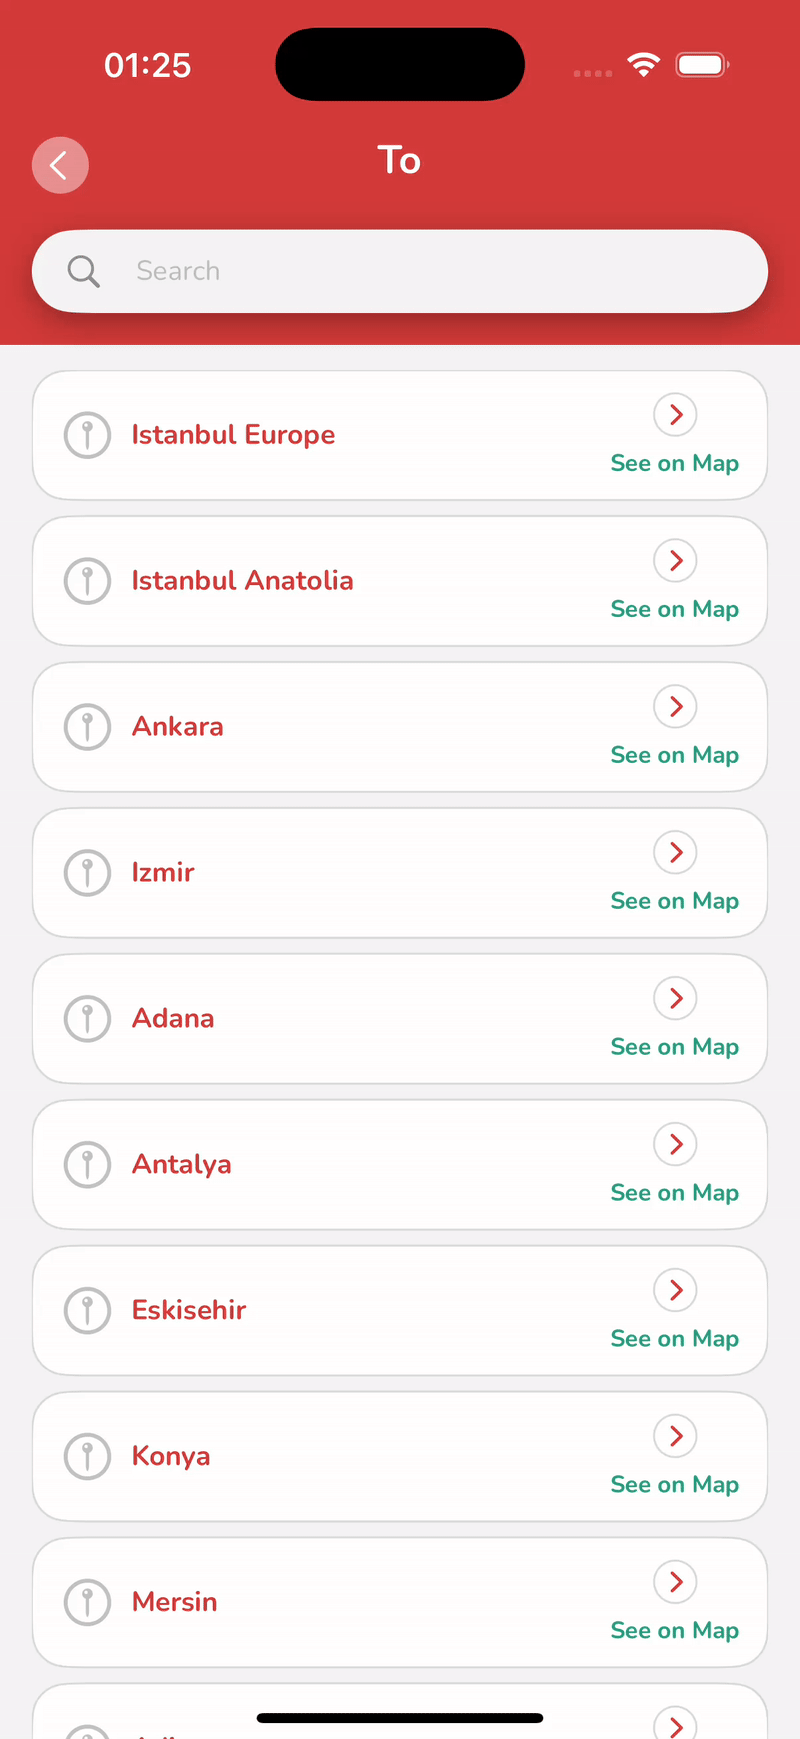 01:25
To
Search
Istanbul Europe
See on Map
Istanbul Anatolia
See on Map
Ankara
See on Map
Izmir
See on Map
Adana
See on Map
Antalya
See on Map
Eskisehir
See on Map
Konya
See on Map
Mersin
See on Map